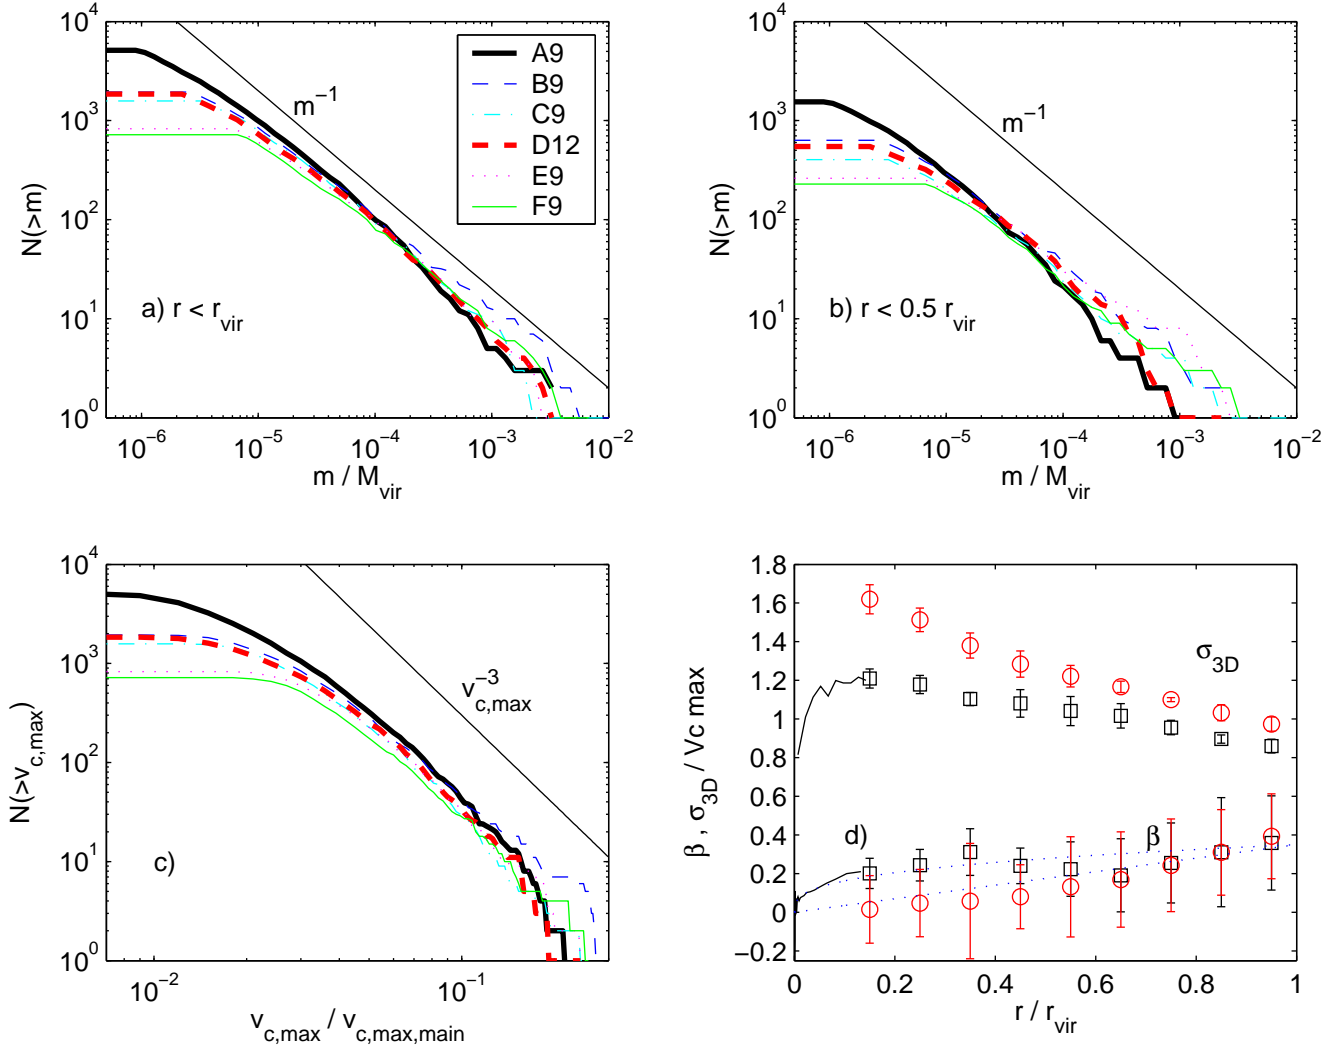 10^4
10^3
10^2
10^1
10^0
N(>m)
A9
B9
C9
D12
E9
F9
m^−1
a) r < r_vir
10^−6 10^−5 10^−4 10^−3 10^−2
m / M_vir
10^4
10^3
10^2
10^1
10^0
N(>m)
m^−1
b) r < 0.5 r_vir
10^−6 10^−5 10^−4 10^−3 10^−2
m / M_vir
10^4
10^3
10^2
10^1
10^0
N(>v_c,max)
v_c,max^−3
c)
10^−2 10^−1
v_c,max / v_c,max,main
1.8
1.6
1.4
1.2
1
0.8
0.6
0.4
0.2
0
−0.2
β , σ_3D / Vc max
σ_3D
d)
β
0 0.2 0.4 0.6 0.8 1
r / r_vir